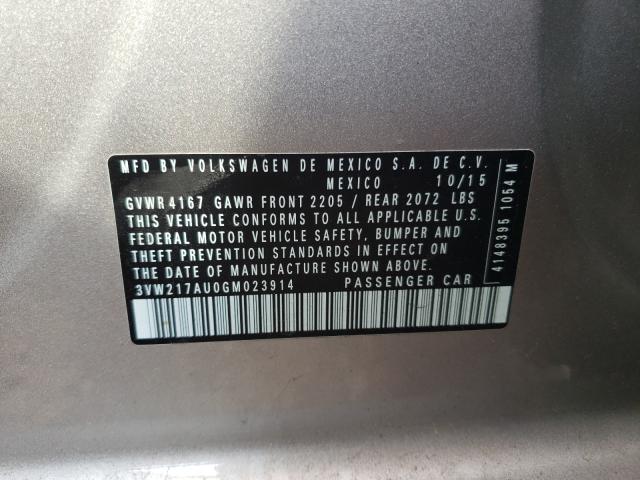 MFD BY VOLKSWAGEN DE MEXICO S.A. DE C.V.
MEXICO 10/15
GVWR 4167 GAWR FRONT 2205 / REAR 2072 LBS
THIS VEHICLE CONFORMS TO ALL APPLICABLE U.S.
FEDERAL MOTOR VEHICLE SAFETY, BUMPER AND
THEFT PREVENTION STANDARDS IN EFFECT ON
THE DATE OF MANUFACTURE SHOWN ABOVE.
3VW217AU0GM023914 PASSENGER CAR
4148395 1054 M